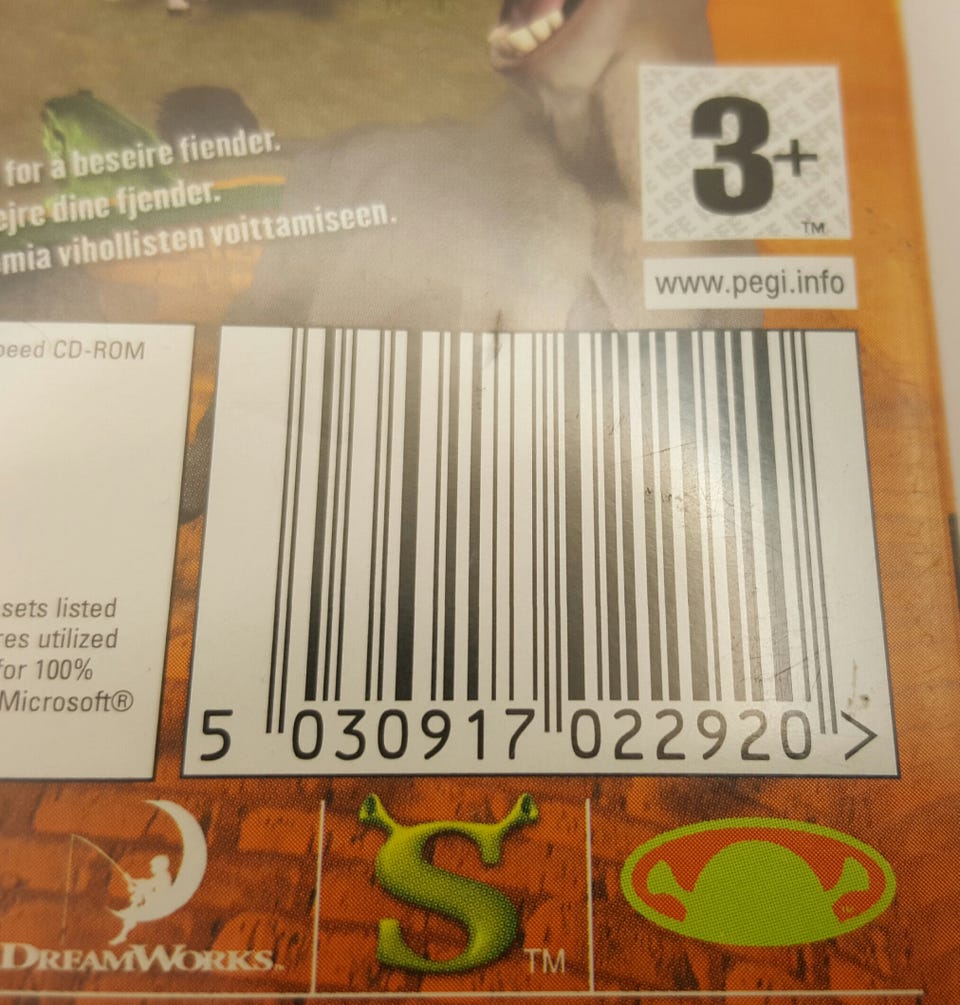 for å beseire fiender.
ejre dine fjender.
mia vihollisten voittamiseen.
3+
TM
www.pegi.info
peed CD-ROM
sets listed
res utilized
for 100%
Microsoft®
5 030917 022920 >
DREAMWORKS™
S TM